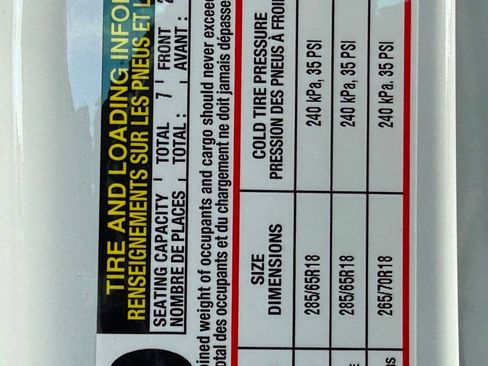 TIRE AND LOADING
RENSEIGNEMENTS SUR LES PNEUS ET
SEATING CAPACITY TOTAL 7 FRONT
NOMBRE DE PLACES TOTAL : AVANT :
weight of occupants and cargo should never exceed
des occupants et du chargement ne doit jamais dépasse
SIZE COLD TIRE PRESSURE
DIMENSIONS PRESSION DES PNEUS À FROI
285/65R18 240 kPa, 35 PSI
285/65R18 240 kPa, 35 PSI
265/70R18 240 kPa. 35 PSI